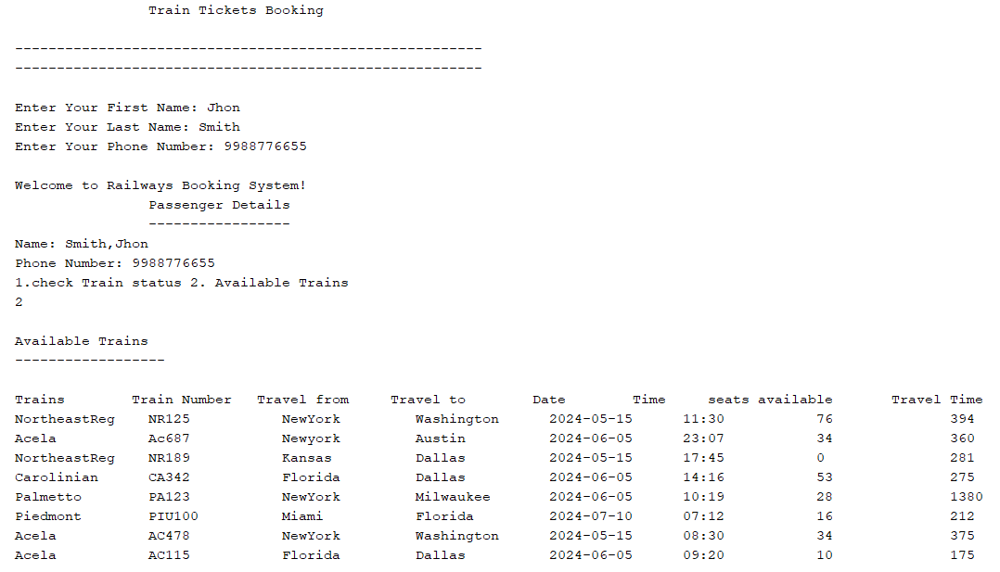 Train Tickets Booking
--------------------------------------------------------
--------------------------------------------------------
Enter Your First Name: Jhon
Enter Your Last Name: Smith
Enter Your Phone Number: 9988776655
Welcome to Railways Booking System!
Passenger Details
-----------------
Name: Smith,Jhon
Phone Number: 9988776655
1.check Train status 2. Available Trains
2
Available Trains
------------------
Trains Train Number Travel from Travel to Date Time seats available Travel Time
NortheastReg NR125 NewYork Washington 2024-05-15 11:30 76 394
Acela Ac687 Newyork Austin 2024-06-05 23:07 34 360
NortheastReg NR189 Kansas Dallas 2024-05-15 17:45 0 281
Carolinian CA342 Florida Dallas 2024-06-05 14:16 53 275
Palmetto PA123 NewYork Milwaukee 2024-06-05 10:19 28 1380
Piedmont PIU100 Miami Florida 2024-07-10 07:12 16 212
Acela AC478 NewYork Washington 2024-05-15 08:30 34 375
Acela AC115 Florida Dallas 2024-06-05 09:20 10 175